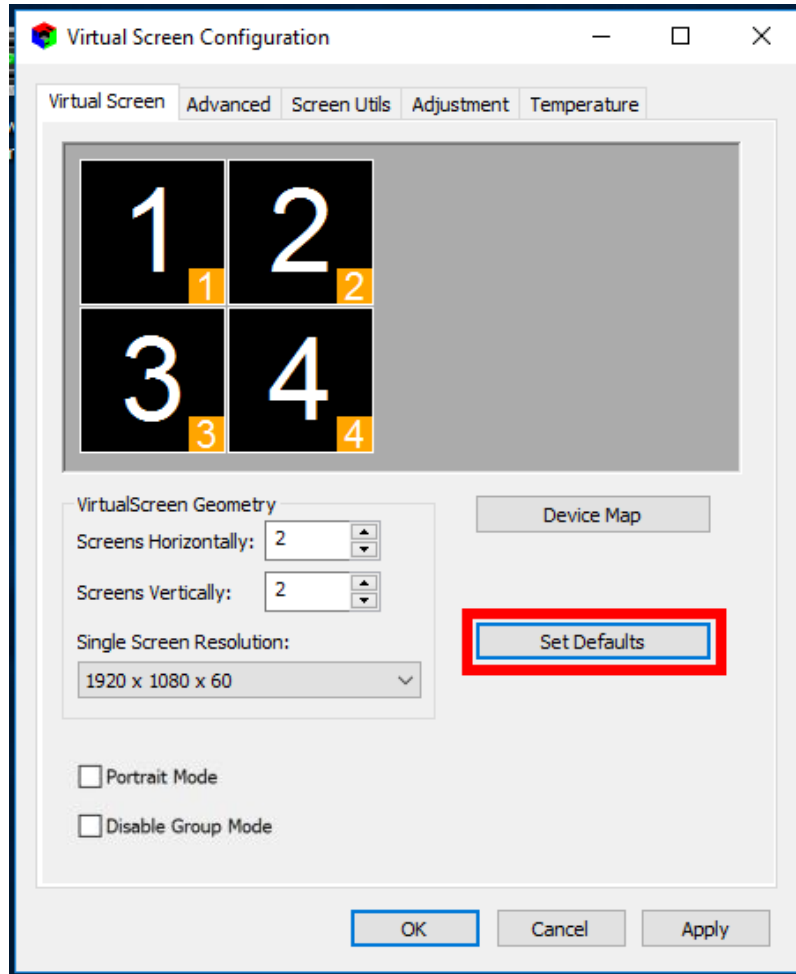 Virtual Screen Configuration
Virtual Screen Advanced Screen Utils Adjustment Temperature
1 2
1 2
3 4
3 4
VirtualScreen Geometry
Screens Horizontally: 2
Screens Vertically: 2
Single Screen Resolution:
1920 x 1080 x 60
Device Map
Set Defaults
Portrait Mode
Disable Group Mode
OK Cancel Apply